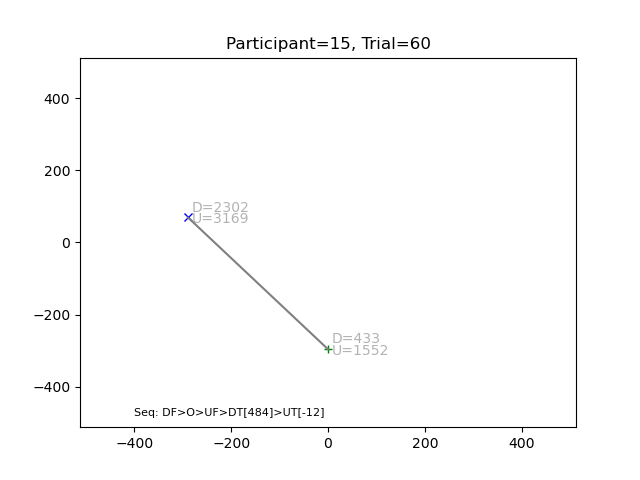 Participant=15, Trial=60
400
200
0
−200
−400
D=2302
U=3169
D=433
U=1552
Seq: DF>O>UF>DT[484]>UT[-12]
−400 −200 0 200 400